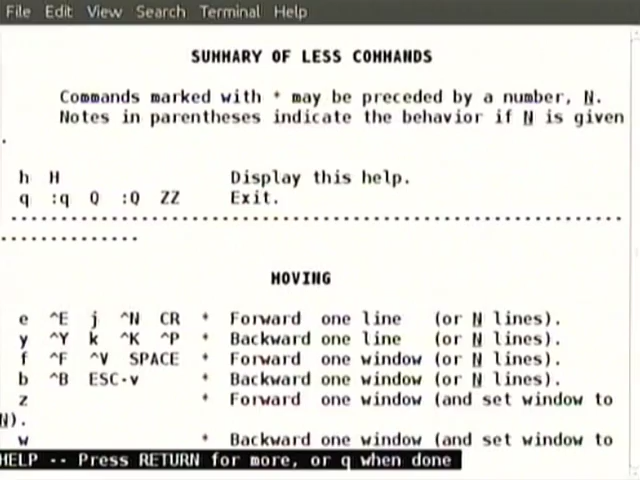 File Edit View Search Terminal Help
SUMMARY OF LESS COMMANDS
Commands marked with * may be preceded by a number, N.
Notes in parentheses indicate the behavior if N is given
.
h H Display this help.
q :q Q :Q ZZ Exit.
MOVING
e ^E j ^N CR * Forward one line (or N lines).
y ^Y k ^K ^P * Backward one line (or N lines).
f ^F ^V SPACE * Forward one window (or N lines).
b ^B ESC-v * Backward one window (or N lines).
z * Forward one window (and set window to
N).
w * Backward one window (and set window to
HELP -- Press RETURN for more, or q when done